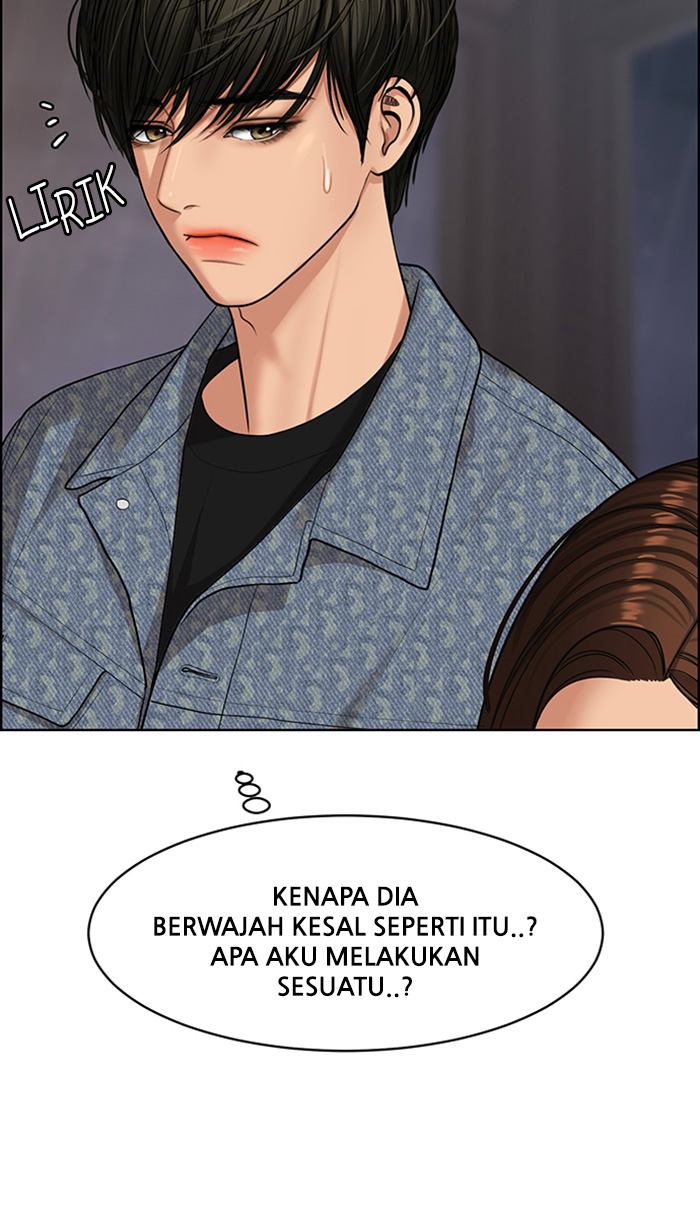 LIRIK
KENAPA DIA
BERWAJAH KESAL SEPERTI ITU..?
APA AKU MELAKUKAN
SESUATU..?